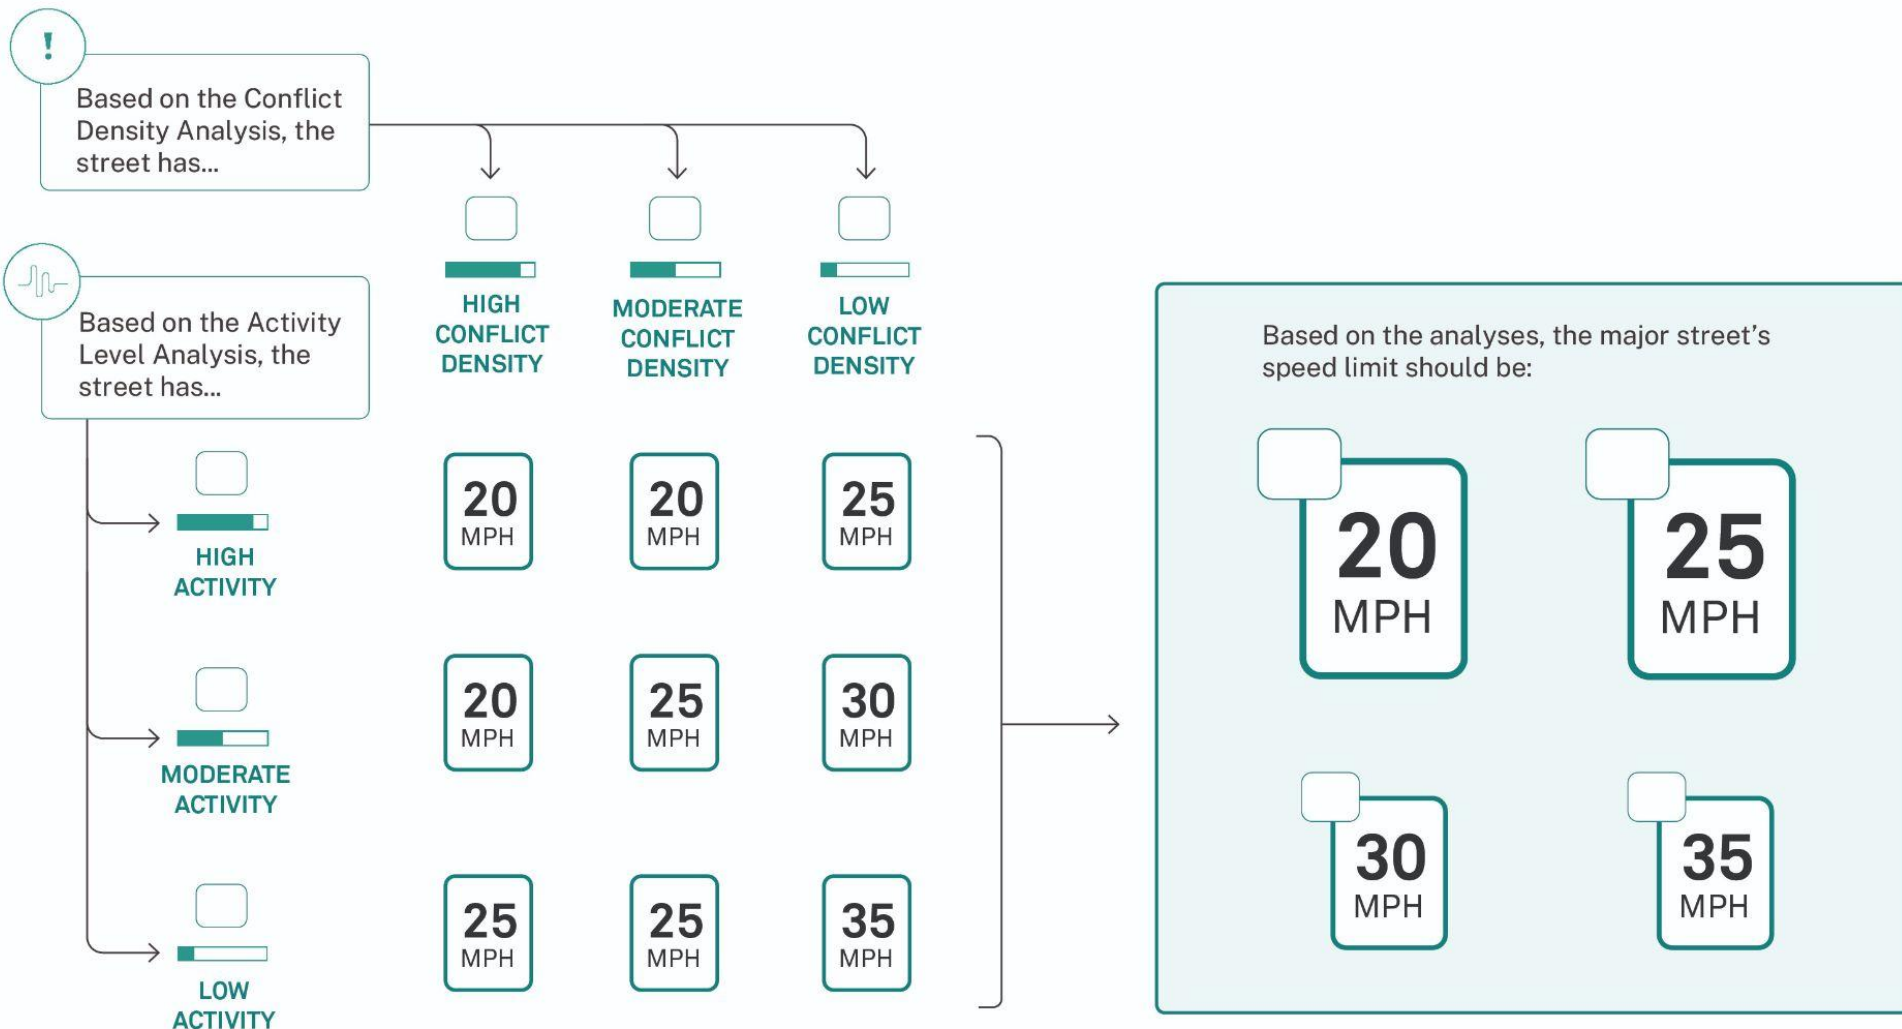 !
Based on the Conflict
Density Analysis, the
street has...
Based on the Activity
Level Analysis, the
street has...
HIGH
CONFLICT
DENSITY
MODERATE
CONFLICT
DENSITY
LOW
CONFLICT
DENSITY
HIGH
ACTIVITY
20
MPH
20
MPH
25
MPH
MODERATE
ACTIVITY
20
MPH
25
MPH
30
MPH
LOW
ACTIVITY
25
MPH
25
MPH
35
MPH
Based on the analyses, the major street’s
speed limit should be:
20
MPH
25
MPH
30
MPH
35
MPH